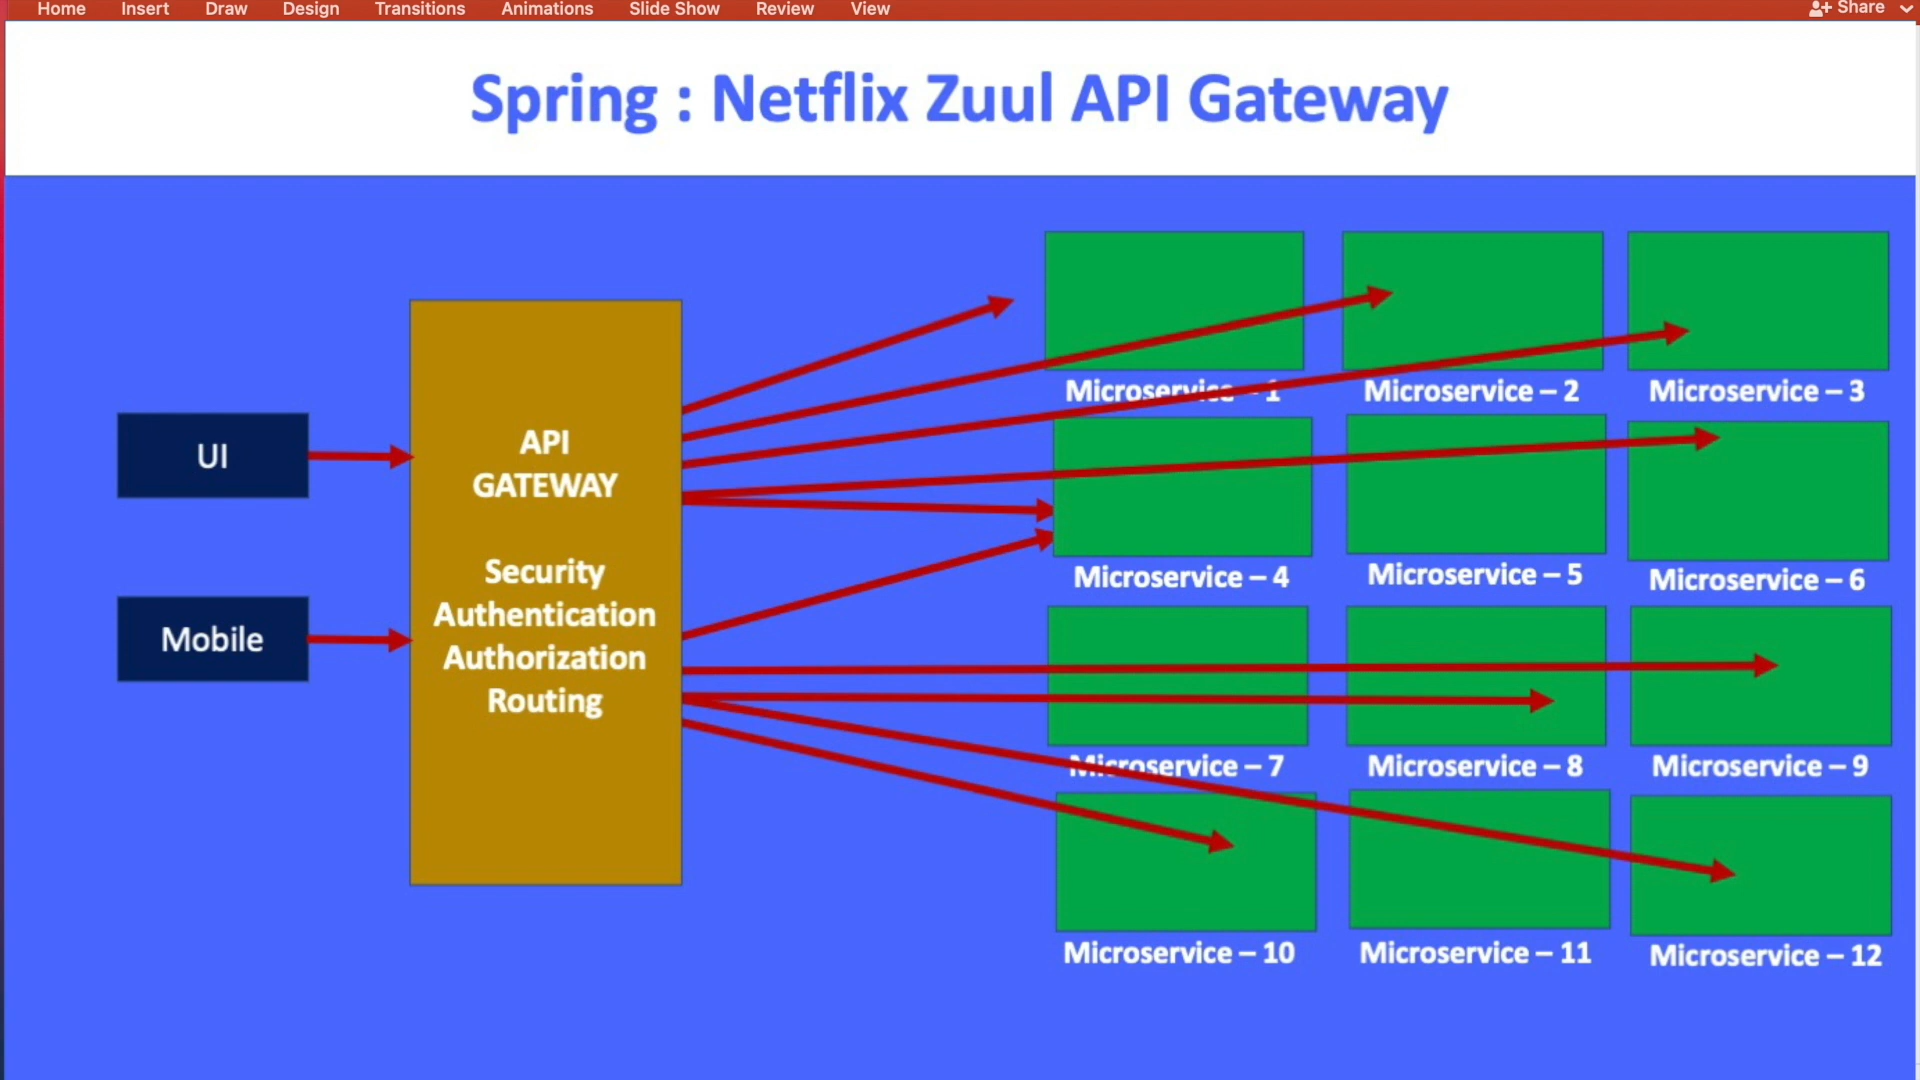 Home Insert Draw Design Transitions Animations Slide Show Review View Share
Spring : Netflix Zuul API Gateway
UI
Mobile
API
GATEWAY
Security
Authentication
Authorization
Routing
Microservice – 1
Microservice – 2
Microservice – 3
Microservice – 4
Microservice – 5
Microservice – 6
Microservice – 7
Microservice – 8
Microservice – 9
Microservice – 10
Microservice – 11
Microservice – 12